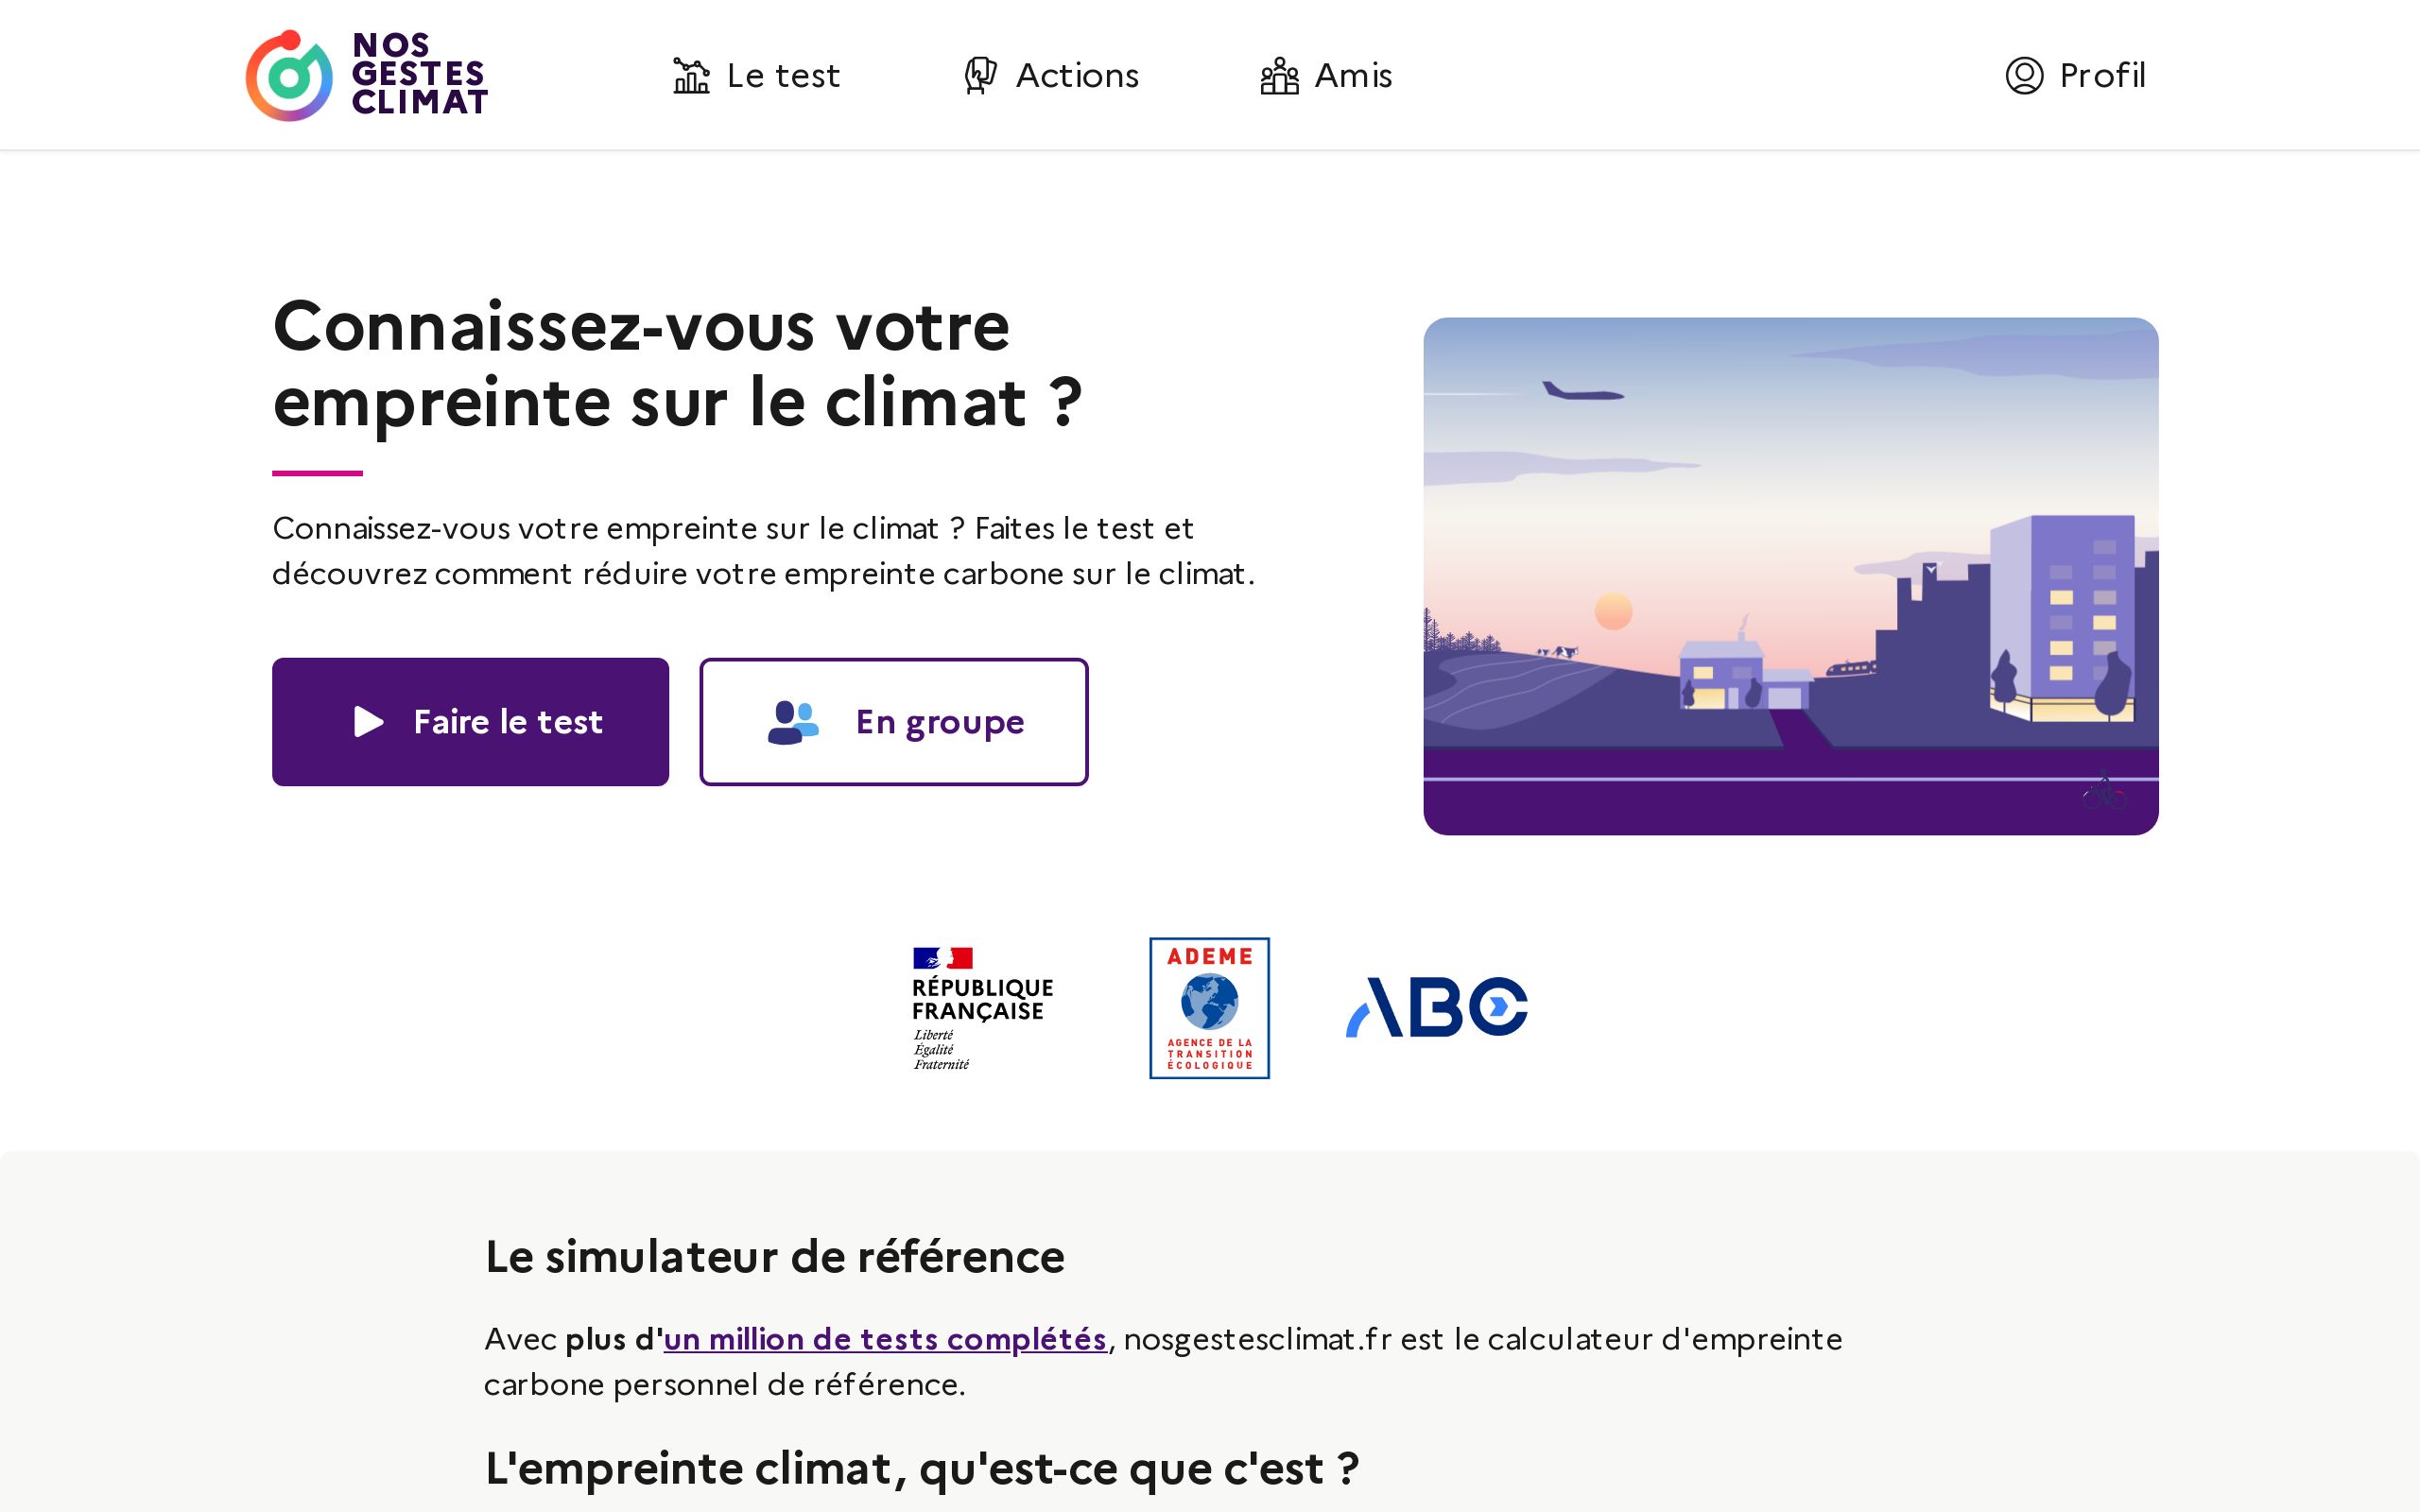 NOS
GESTES
CLIMAT
Le test
Actions
Amis
Profil
Connaissez-vous votre
empreinte sur le climat ?
Connaissez-vous votre empreinte sur le climat ? Faites le test et
découvrez comment réduire votre empreinte carbone sur le climat.
Faire le test
En groupe
RÉPUBLIQUE
FRANÇAISE
Liberté
Égalité
Fraternité
ADEME
AGENCE DE LA
TRANSITION
ÉCOLOGIQUE
ABC
Le simulateur de référence
Avec plus d'un million de tests complétés, nosgestesclimat.fr est le calculateur d'empreinte
carbone personnel de référence.
L'empreinte climat, qu'est-ce que c'est ?